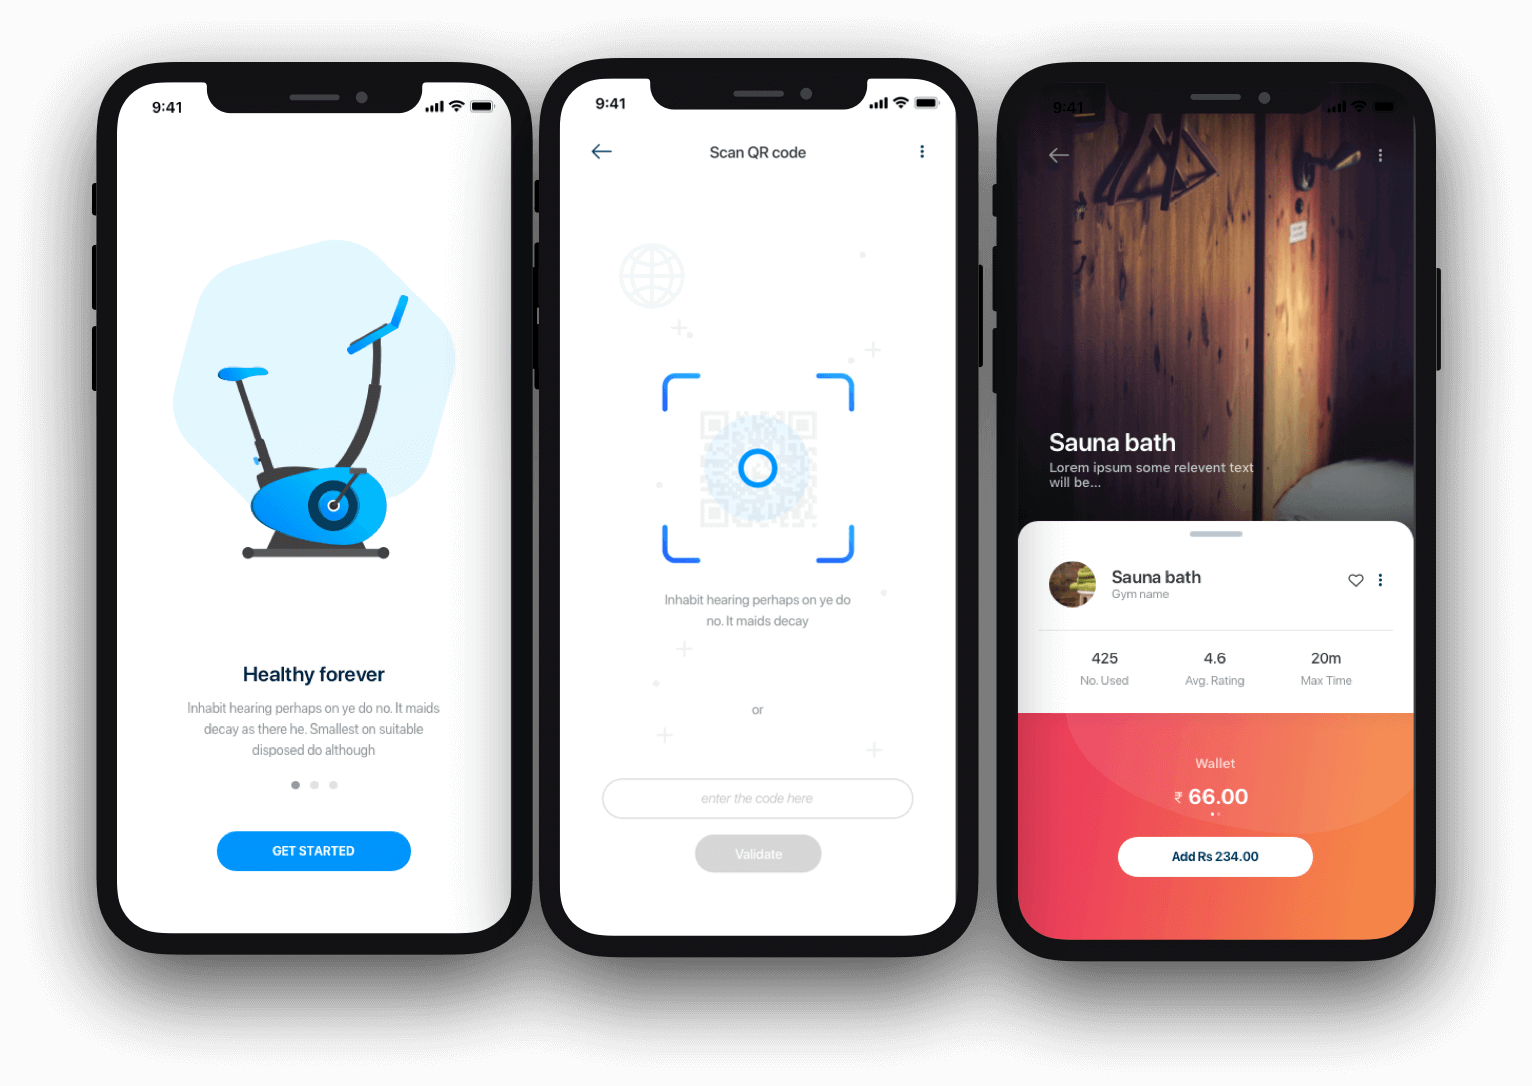 9:41
Healthy forever
Inhabit hearing perhaps on ye do no. It maids
decay as there he. Smallest on suitable
disposed do although
GET STARTED
9:41
Scan QR code
Inhabit hearing perhaps on ye do
no. It maids decay
or
enter the code here
Validate
9:41
Sauna bath
Lorem ipsum some relevent text
will be...
Sauna bath
Gym name
425 4.6 20m
No. Used Avg. Rating Max Time
Wallet
₹ 66.00
Add Rs 234.00